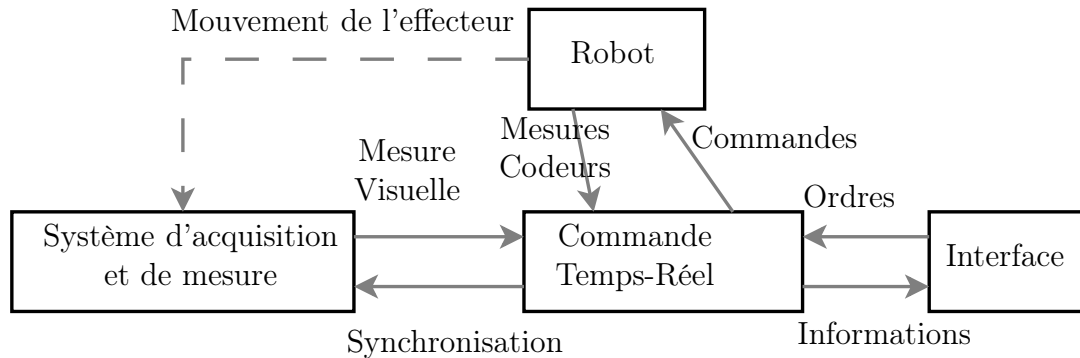 Mouvement de l'effecteur
Robot
Mesures
Codeurs
Commandes
Mesure
Visuelle
Ordres
Système d'acquisition
et de mesure
Commande
Temps-Réel
Interface
Synchronisation
Informations